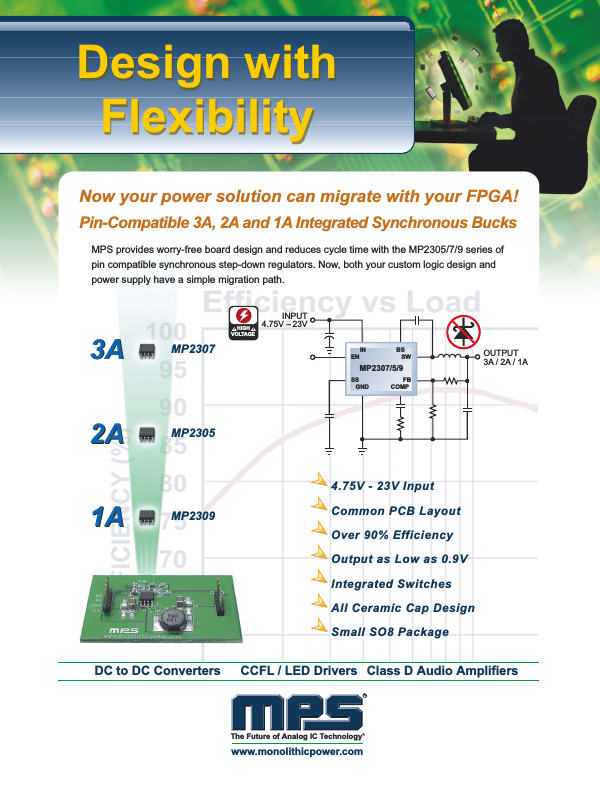 Design with
Flexibility
Now your power solution can migrate with your FPGA!
Pin-Compatible 3A, 2A and 1A Integrated Synchronous Bucks
MPS provides worry-free board design and reduces cycle time with the MP2305/7/9 series of
pin compatible synchronous step-down regulators. Now, both your custom logic design and
power supply have a simple migration path.
Efficiency vs Load
100
95
90
85
80
75
70
EFFICIENCY (%)
3A MP2307
2A MP2305
1A MP2309
HIGH
VOLTAGE
INPUT
4.75V – 23V
IN BS
EN SW
MP2307/5/9
SS FB
GND COMP
OUTPUT
3A / 2A / 1A
4.75V - 23V Input
Common PCB Layout
Over 90% Efficiency
Output as Low as 0.9V
Integrated Switches
All Ceramic Cap Design
Small SO8 Package
MPS
www.monolithicpower.com
DC to DC Converters CCFL / LED Drivers Class D Audio Amplifiers
MPS®
The Future of Analog IC Technology®
www.monolithicpower.com